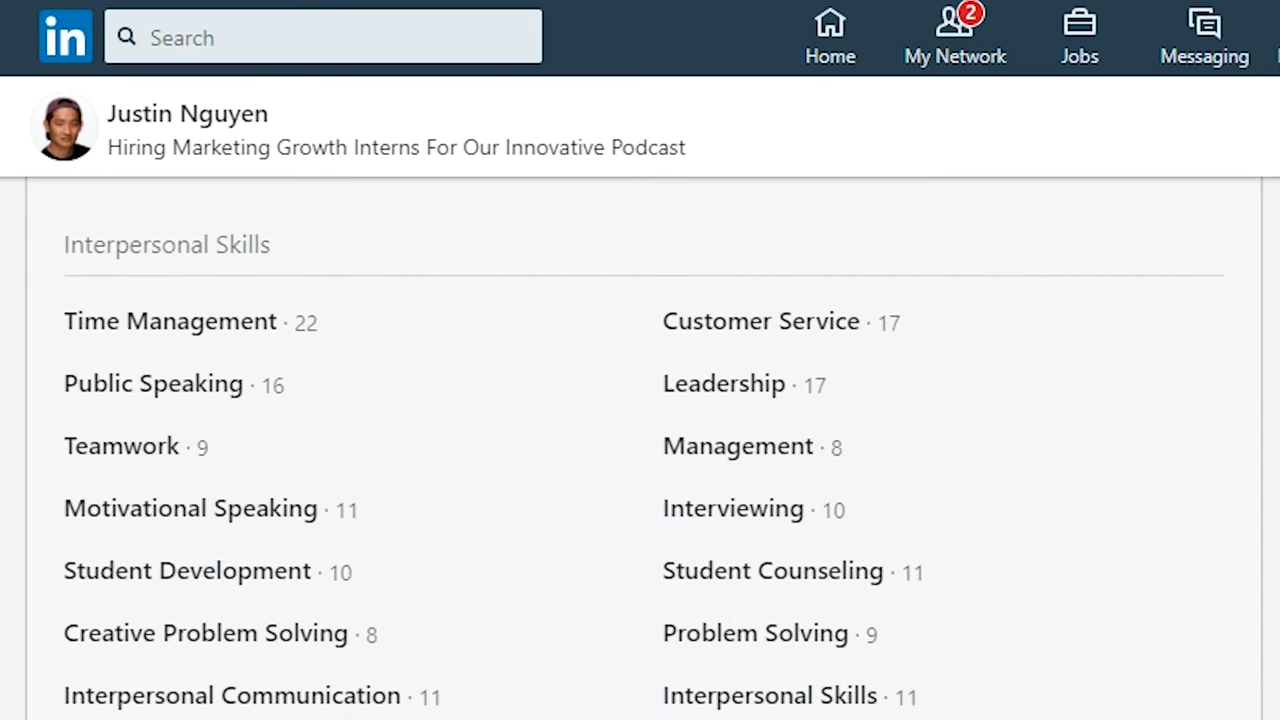 in Search
Home My Network 2 Jobs Messaging
Justin Nguyen
Hiring Marketing Growth Interns For Our Innovative Podcast
Interpersonal Skills
Time Management · 22 Customer Service · 17
Public Speaking · 16 Leadership · 17
Teamwork · 9 Management · 8
Motivational Speaking · 11 Interviewing · 10
Student Development · 10 Student Counseling · 11
Creative Problem Solving · 8 Problem Solving · 9
Interpersonal Communication · 11 Interpersonal Skills · 11